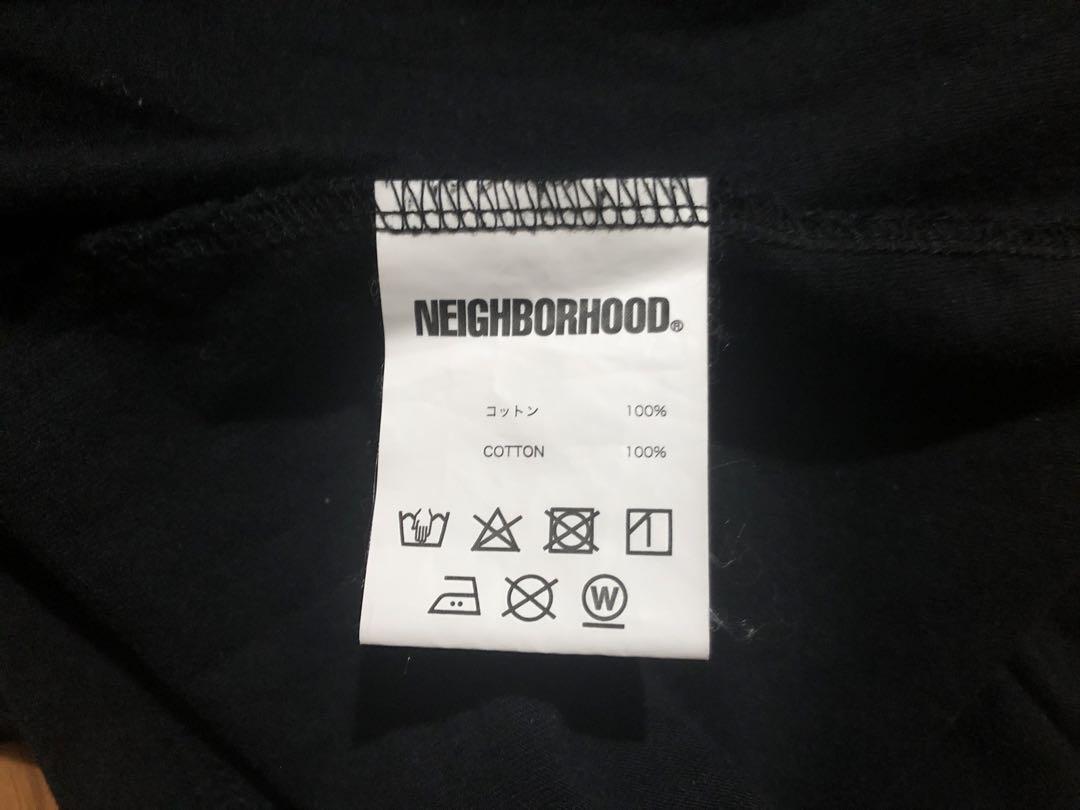 NEIGHBORHOOD®
コットン 100%
COTTON 100%
W